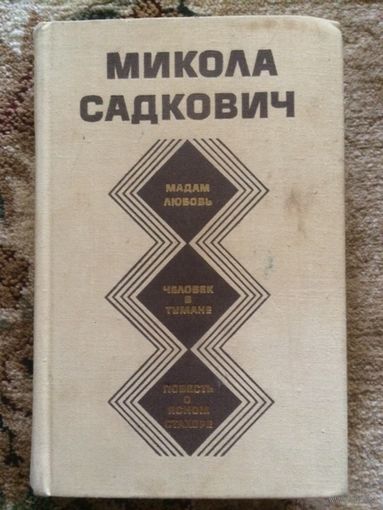 МИКОЛА
САДКОВИЧ
МАДАМ
ЛЮБОВЬ
ЧЕЛОВЕК
В
ТУМАНЕ
ПОВЕСТЬ
О
ЯСНОМ
СТАХОРЕ